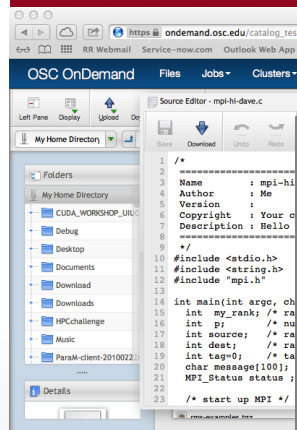 https ondemand.osc.edu/catalog_tes
RR Webmail Service-now.com Outlook Web App
OSC OnDemand Files Jobs Clusters
Left Pane Display Upload
My Home Directory
Folders
My Home Directory
CUDA_WORKSHOP_UIUC
Debug
Desktop
Documents
Download
Downloads
HPCchallenge
Music
ParaM-client-20100222
Details
Source Editor - mpi-hi-dave.c
Save Download Undo Redo
1 /*
2 ================================
3 Name : mpi-hi
4 Author : Me
5 Version :
6 Copyright : Your c
7 Description : Hello
8 ================================
9 */
10 #include <stdio.h>
11 #include <string.h>
12 #include "mpi.h"
13
14 int main(int argc, ch
15 int my_rank; /* ra
16 int p; /* nu
17 int source; /* ra
18 int dest; /* ra
19 int tag=0; /* ta
20 char message[100];
21 MPI_Status status ;
22
23 /* start up MPI */